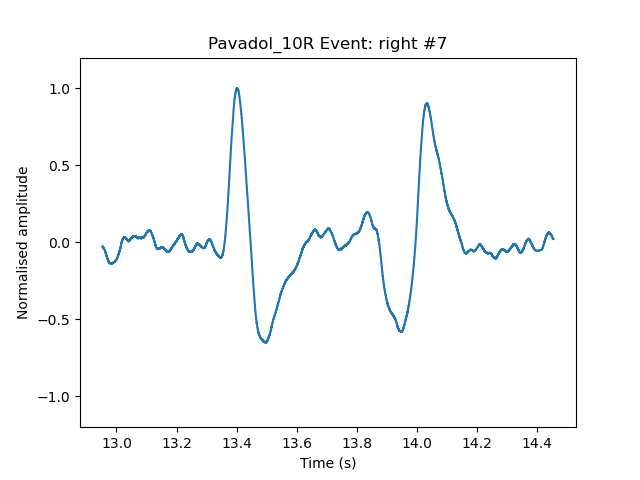 Pavadol_10R Event: right #7
Normalised amplitude
1.0
0.5
0.0
−0.5
−1.0
13.0 13.2 13.4 13.6 13.8 14.0 14.2 14.4
Time (s)